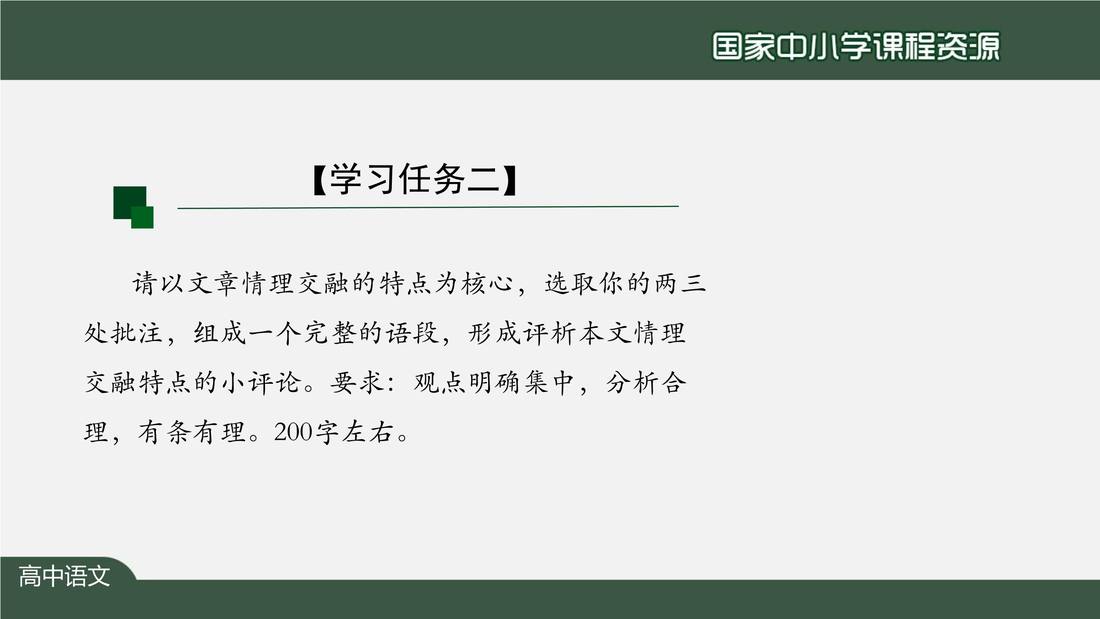 国家中小学课程资源
【学习任务二】
请以文章情理交融的特点为核心，选取你的两三
处批注，组成一个完整的语段，形成评析本文情理
交融特点的小评论。要求：观点明确集中，分析合
理，有条有理。200字左右。
高中语文